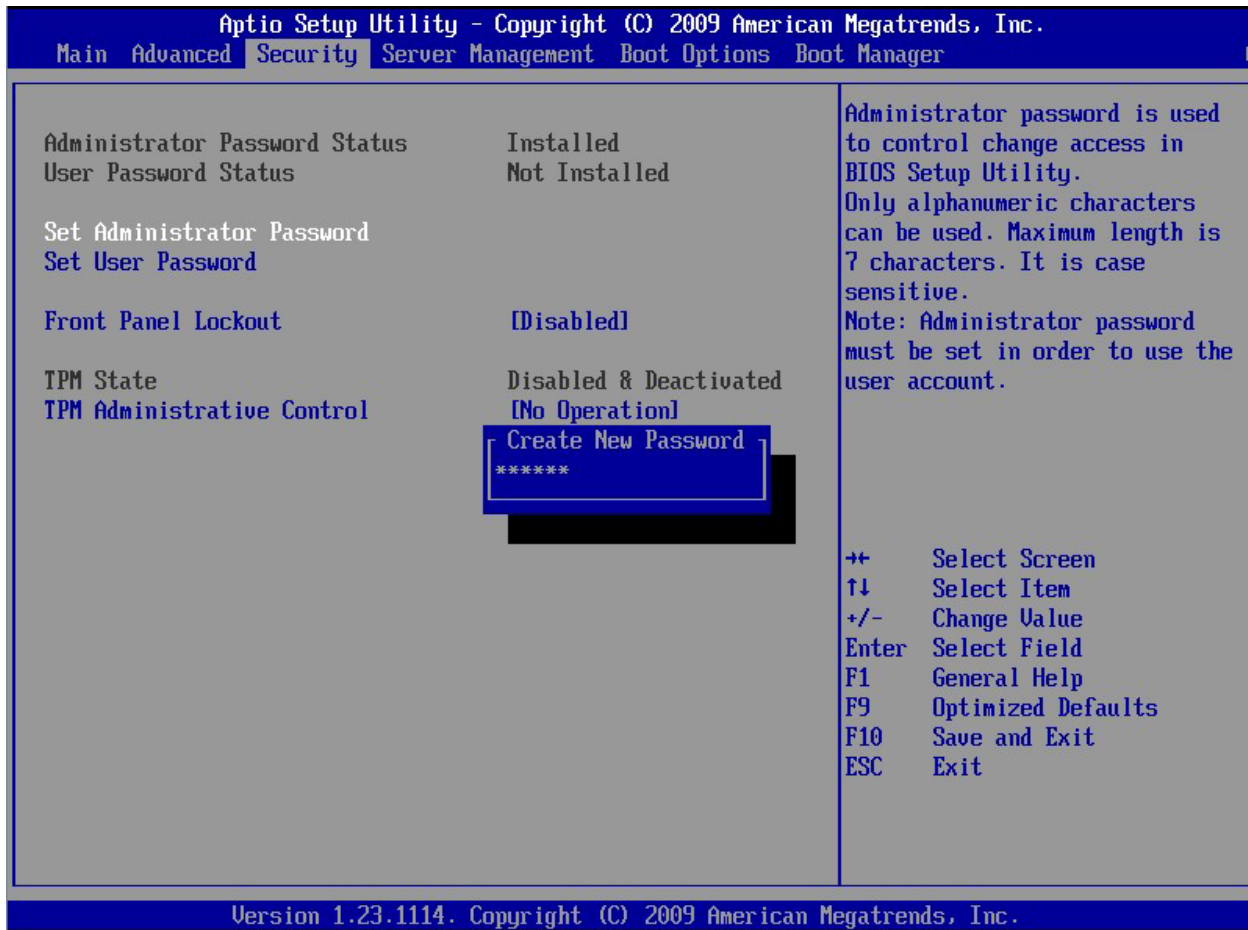 Aptio Setup Utility - Copyright (C) 2009 American Megatrends, Inc.
Main Advanced Security Server Management Boot Options Boot Manager
Administrator Password Status Installed
User Password Status Not Installed
Set Administrator Password
Set User Password
Front Panel Lockout [Disabled]
TPM State Disabled & Deactivated
TPM Administrative Control [No Operation]
Create New Password
******
Administrator password is used
to control change access in
BIOS Setup Utility.
Only alphanumeric characters
can be used. Maximum length is
7 characters. It is case
sensitive.
Note: Administrator password
must be set in order to use the
user account.
→← Select Screen
↑↓ Select Item
+/- Change Value
Enter Select Field
F1 General Help
F9 Optimized Defaults
F10 Save and Exit
ESC Exit
Version 1.23.1114. Copyright (C) 2009 American Megatrends, Inc.